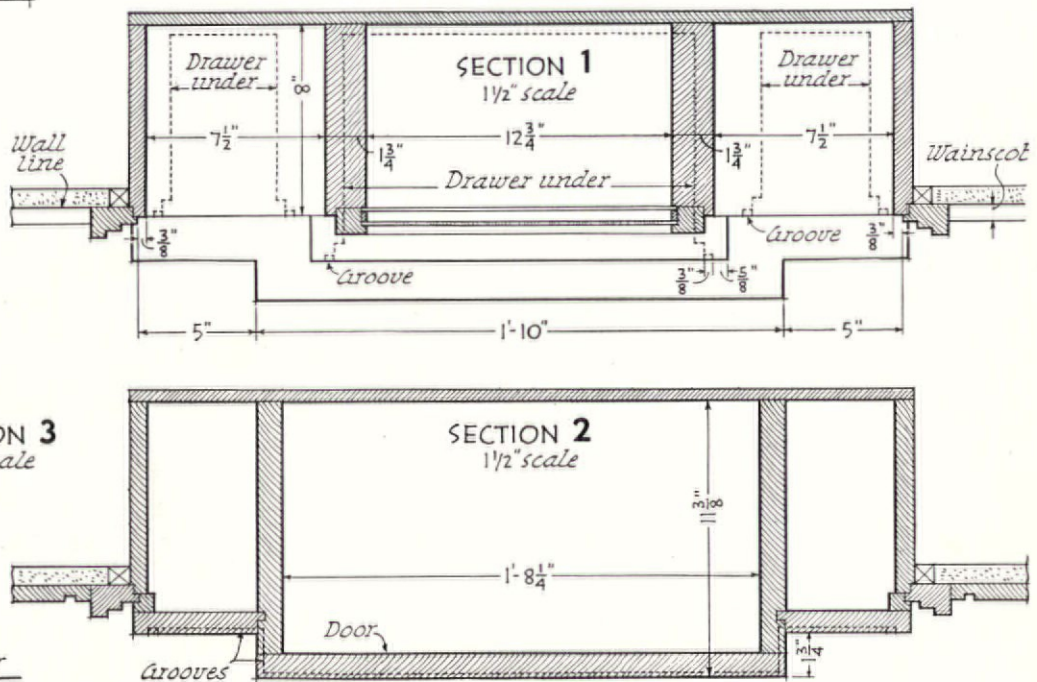 SECTION 1
1½" scale
Drawer
under
Drawer
under
8"
7½"
1¾"
12¾"
1¾"
7½"
Wall
line
Wainscot
Drawer under
⅜"
Groove
Groove
⅜"
⅜"
⅝"
5"
1'-10"
5"
ON 3
ale
SECTION 2
1½" scale
11⅜"
1'-8¼"
Door
Grooves
1¾"